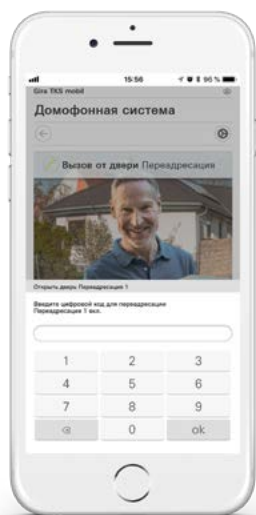 15:56
96 %
Gira TKS mobil
Домофонная система
Вызов от двери Переадресация
Открыть дверь Переадресация 1
Введите цифровой код для переадресации
Переадресация 1 вкл.
1 2 3
4 5 6
7 8 9
0 ok